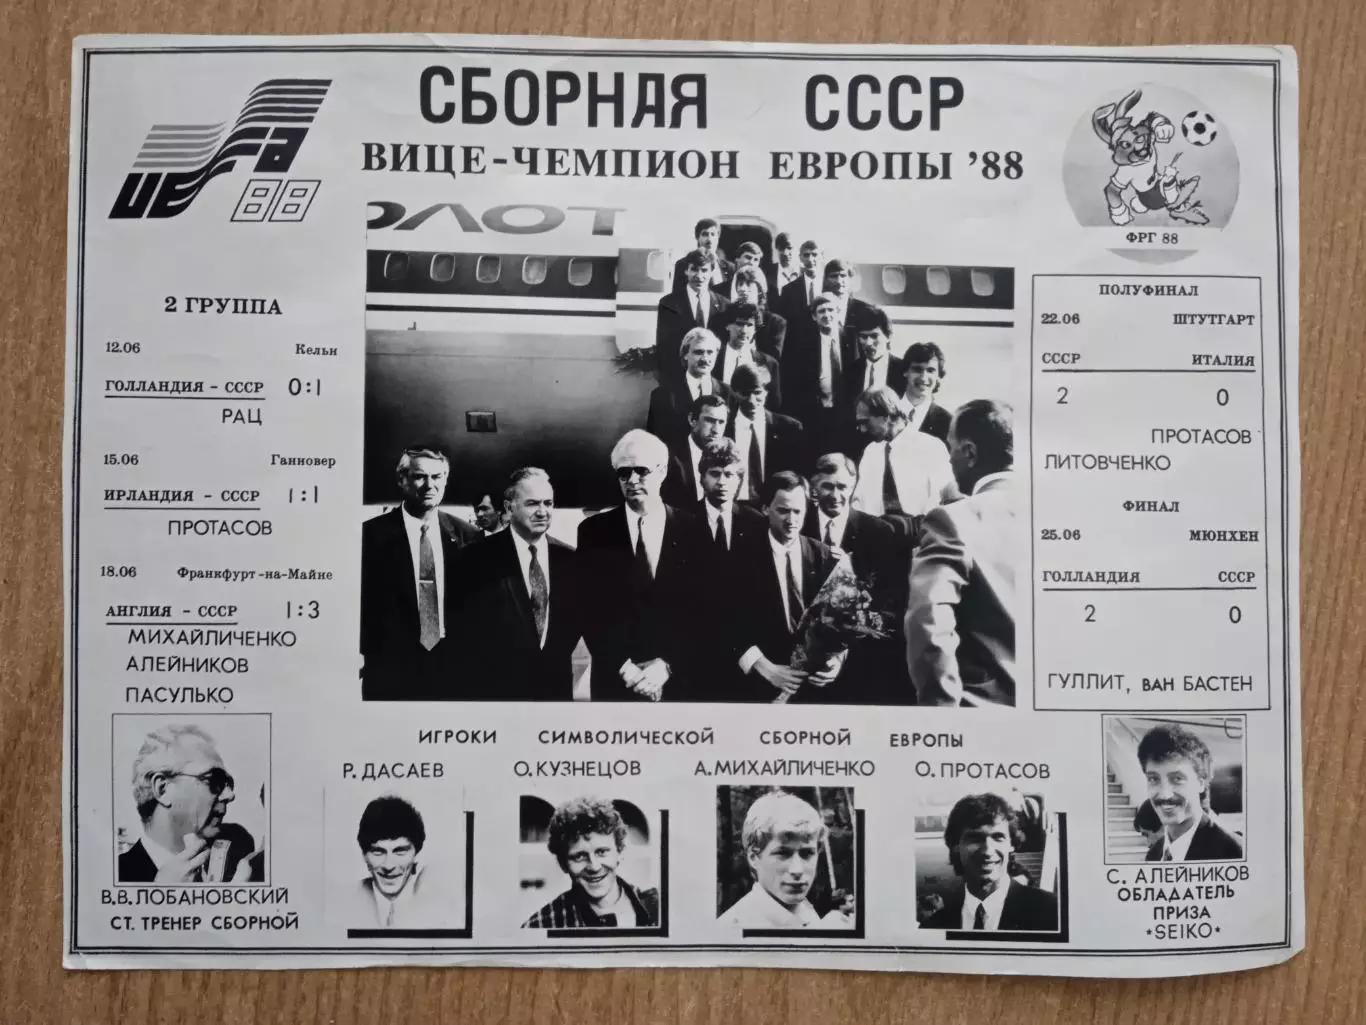 СБОРНАЯ СССР
ВИЦЕ-ЧЕМПИОН ЕВРОПЫ '88
UEFA
88
ФРГ 88
ОЛОТ
2 ГРУППА
12.06 Кельн
ГОЛЛАНДИЯ - СССР 0:1
РАЦ
15.06 Ганновер
ИРЛАНДИЯ - СССР 1:1
ПРОТАСОВ
18.06 Франкфурт-на-Майне
АНГЛИЯ - СССР 1:3
МИХАЙЛИЧЕНКО
АЛЕЙНИКОВ
ПАСУЛЬКО
ПОЛУФИНАЛ
22.06 ШТУТГАРТ
СССР ИТАЛИЯ
2 0
ПРОТАСОВ
ЛИТОВЧЕНКО
ФИНАЛ
25.06 МЮНХЕН
ГОЛЛАНДИЯ СССР
2 0
ГУЛЛИТ, ВАН БАСТЕН
ИГРОКИ СИМВОЛИЧЕСКОЙ СБОРНОЙ ЕВРОПЫ
Р. ДАСАЕВ О. КУЗНЕЦОВ А. МИХАЙЛИЧЕНКО О. ПРОТАСОВ
В.В. ЛОБАНОВСКИЙ
СТ. ТРЕНЕР СБОРНОЙ
С. АЛЕЙНИКОВ
ОБЛАДАТЕЛЬ
ПРИЗА
*SEIKO*